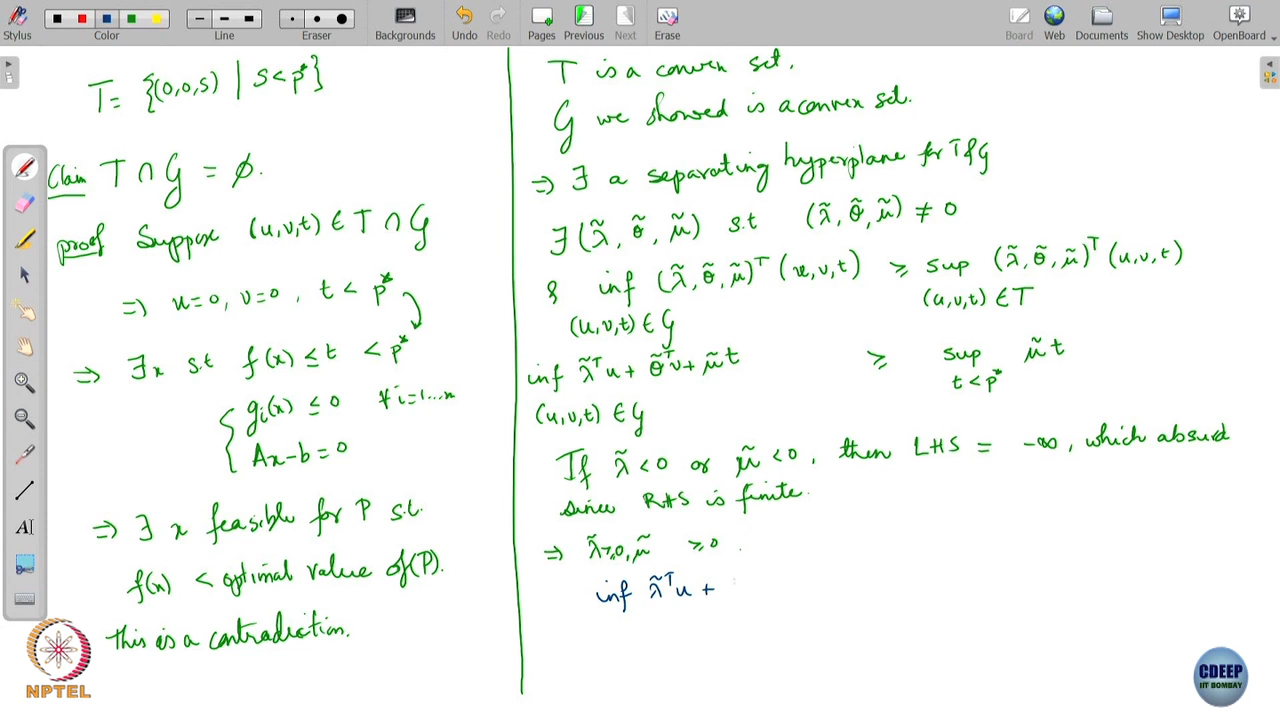 Stylus
Color
Line
Eraser
Backgrounds
Undo
Redo
Pages
Previous
Next
Erase
Board
Web
Documents
Show Desktop
OpenBoard
T = {(0,0,s) | s < p*}
Claim T ∩ G = ∅.
proof Suppose (u,v,t) ∈ T ∩ G
⇒ u=0, v=0, t < p*
⇒ ∃x s.t f(x) ≤ t < p*
gi(x) ≤ 0 ∀ i=1...n
Ax-b=0
⇒ ∃ x feasible for P s.t.
f(x) < optimal value of (P).
this is a contradiction.
T is a convex set.
G we showed is a convex set.
⇒ ∃ a separating hyperplane for T & G
∃ (λ̃, θ̃, μ̃) s.t (λ̃, θ̃, μ̃) ≠ 0
& inf (λ̃, θ̃, μ̃)ᵀ (u,v,t) ≥ sup (λ̃, θ̃, μ̃)ᵀ (u,v,t)
(u,v,t) ∈ G (u,v,t) ∈ T
inf λ̃ᵀu + θ̃ᵀv + μ̃t ≥ sup μ̃t
(u,v,t) ∈ G t < p*
If λ̃ < 0 or μ̃ < 0, then LHS = -∞, which absurd
since RHS is finite.
⇒ λ̃ ≥ 0, μ̃ ≥ 0.
inf λ̃ᵀu +
NPTEL
CDEEP
IIT BOMBAY